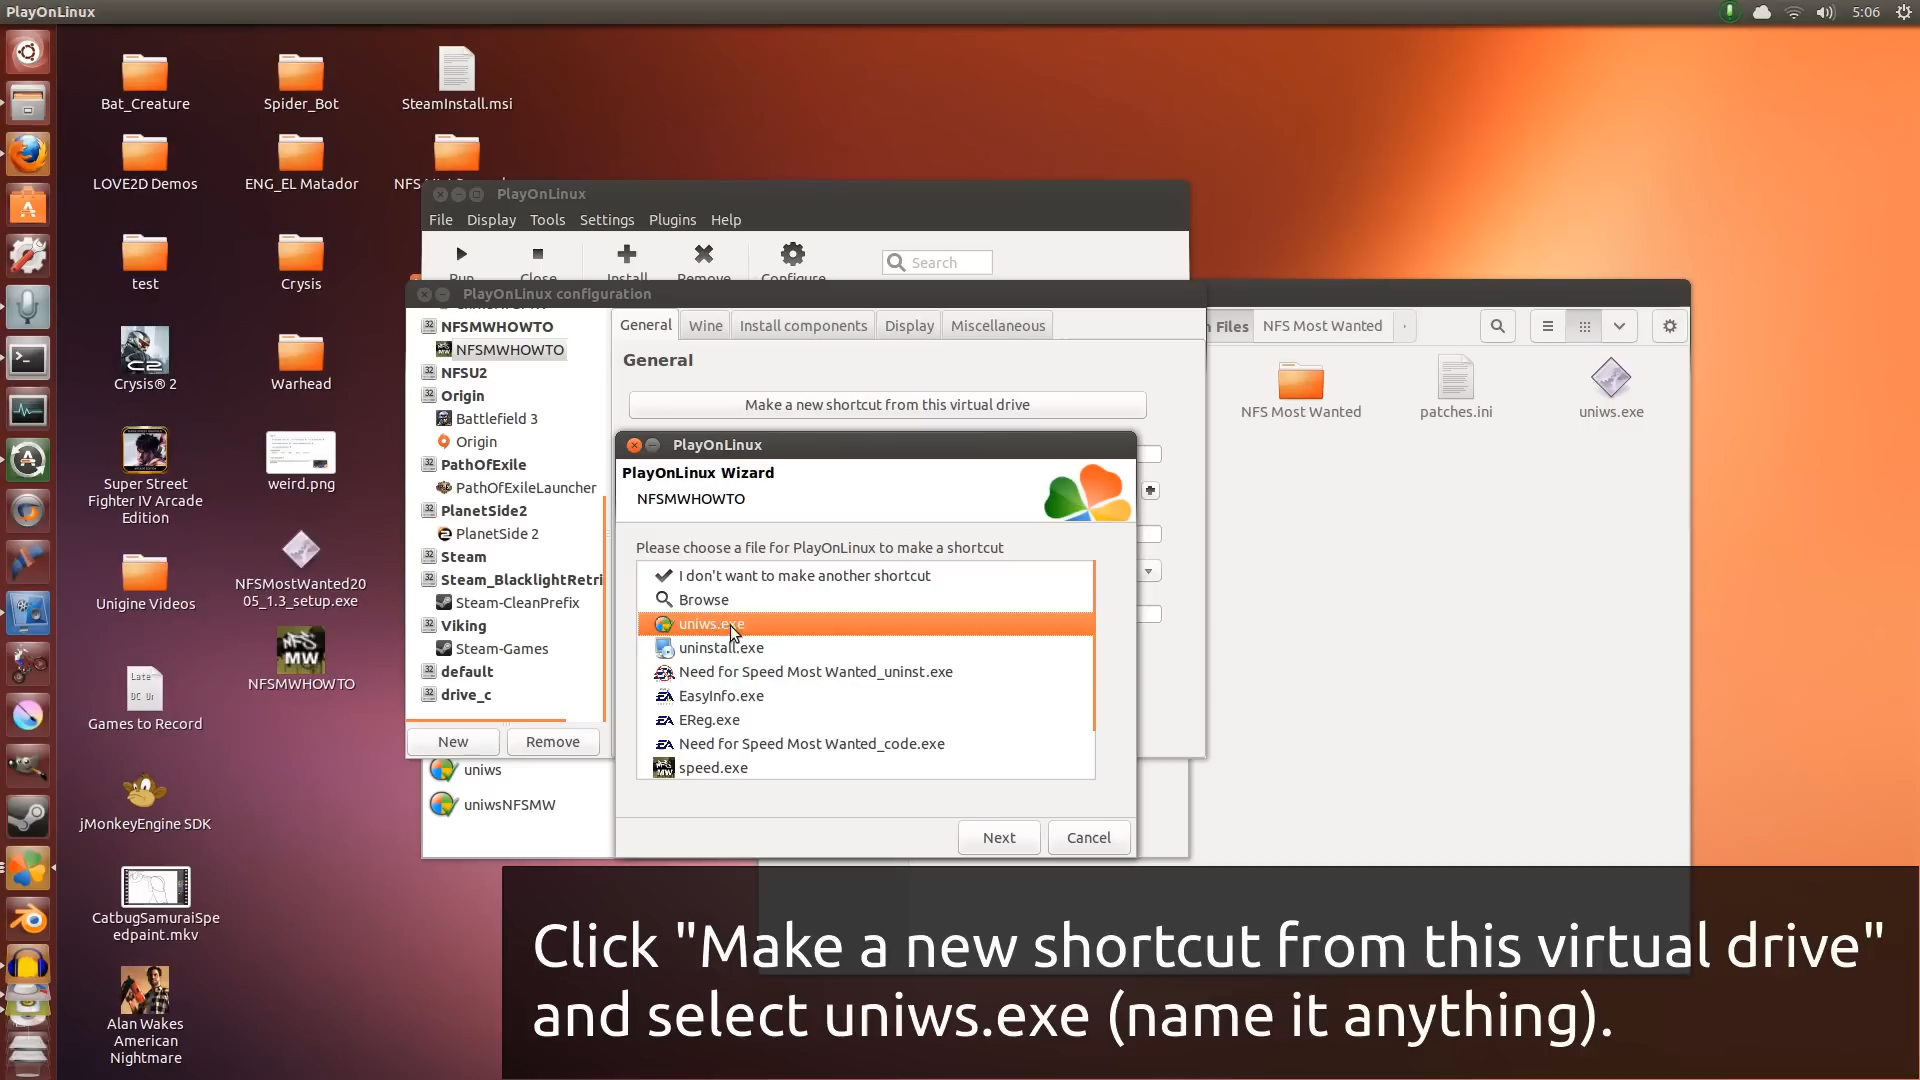 PlayOnLinux
5:06
Bat_Creature
Spider_Bot
SteamInstall.msi
LOVE2D Demos
ENG_EL Matador
NFS
test
Crysis
Crysis® 2
Warhead
Super Street
Fighter IV Arcade
Edition
weird.png
Unigine Videos
NFSMostWanted20
05_1.3_setup.exe
Games to Record
NFSMWHOWTO
jMonkeyEngine SDK
CatbugSamuraiSpe
edpaint.mkv
Alan Wakes
American
Nightmare
PlayOnLinux
File Display Tools Settings Plugins Help
Run Close Install Remove Configure
Search
PlayOnLinux configuration
NFSMWHOWTO
NFSMWHOWTO
NFSU2
Origin
Battlefield 3
Origin
PathOfExile
PathOfExileLauncher
PlanetSide2
PlanetSide 2
Steam
Steam_BlacklightRetri
Steam-CleanPrefix
Viking
Steam-Games
default
drive_c
New Remove
uniws
uniwsNFSMW
General Wine Install components Display Miscellaneous
General
Make a new shortcut from this virtual drive
PlayOnLinux
PlayOnLinux Wizard
NFSMWHOWTO
Please choose a file for PlayOnLinux to make a shortcut
I don't want to make another shortcut
Browse
uniws.exe
uninstall.exe
Need for Speed Most Wanted_uninst.exe
EasyInfo.exe
EReg.exe
Need for Speed Most Wanted_code.exe
speed.exe
Next Cancel
Files NFS Most Wanted
NFS Most Wanted
patches.ini
uniws.exe
Click "Make a new shortcut from this virtual drive"
and select uniws.exe (name it anything).